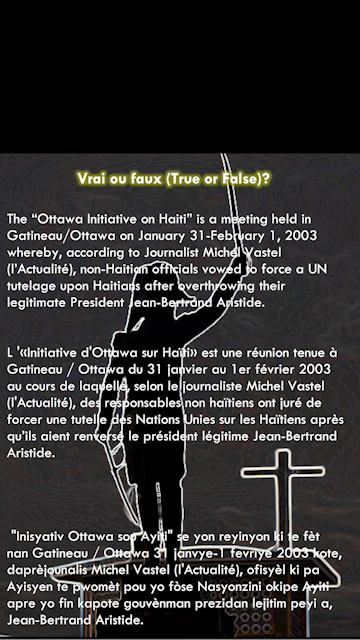 Vrai ou faux (True or False)?
The “Ottawa Initiative on Haiti” is a meeting held in
Gatineau/Ottawa on January 31-February 1, 2003
whereby, according to Journalist Michel Vastel
(l'Actualité), non-Haitian officials vowed to force a UN
tutelage upon Haitians after overthrowing their
legitimate President Jean-Bertrand Aristide.
L '«Initiative d'Ottawa sur Haïti» est une réunion tenue à
Gatineau / Ottawa du 31 janvier au 1er février 2003
au cours de laquelle, selon le journaliste Michel Vastel
(l'Actualité), des responsables non haïtiens ont juré de
forcer une tutelle des Nations Unies sur les Haïtiens après
qu'ils aient renversé le président légitime Jean-Bertrand
Aristide.
"Inisyativ Ottawa sou Ayiti" se yon reyinyon ki te fèt
nan Gatineau / Ottawa 31 janvye-1 fevriye 2003 kote,
daprèjounalis Michel Vastel (l'Actualité), ofisyèl ki pa
Ayisyen te pwomèt pou yo fòse Nasyonzini okipe Ayiti
apre yo fin kapote gouvènman prezidan lejitim peyi a,
Jean-Bertrand Aristide.